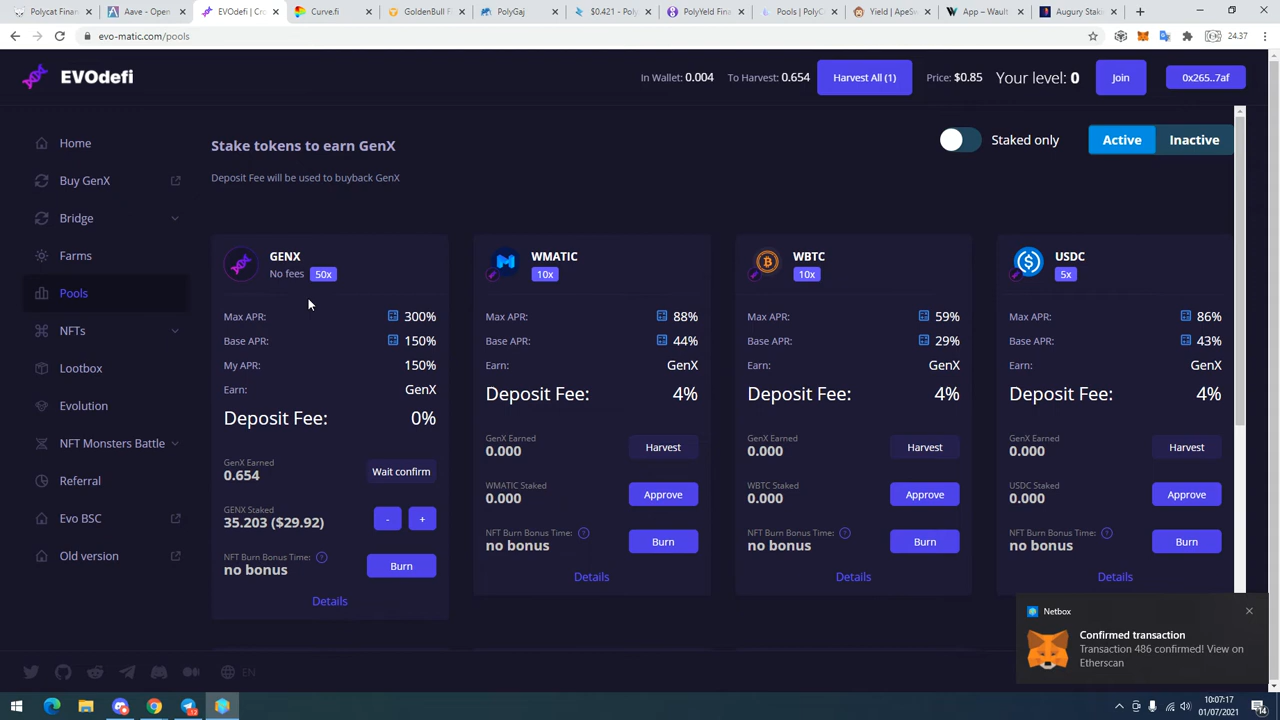 Polycat Finan
Aave - Open
EVOdefi | Cro
Curve.fi
GoldenBull F
PolyGaj
$0.421 - Poly
PolyYeld Fina
Pools | PolyC
Yield | ApeSw
App – Wault
Augury Stake
evo-matic.com/pools
24.37
EVOdefi
In Wallet: 0.004
To Harvest: 0.654
Harvest All (1)
Price: $0.85
Your level: 0
Join
0x265..7af
Home
Buy GenX
Bridge
Farms
Pools
NFTs
Lootbox
Evolution
NFT Monsters Battle
Referral
Evo BSC
Old version
EN
Stake tokens to earn GenX
Deposit Fee will be used to buyback GenX
Staked only
Active
Inactive
GENX
No fees 50x
Max APR: 300%
Base APR: 150%
My APR: 150%
Earn: GenX
Deposit Fee: 0%
GenX Earned
0.654
Wait confirm
GENX Staked
35.203 ($29.92)
- +
NFT Burn Bonus Time: ?
no bonus
Burn
Details
WMATIC
10x
Max APR: 88%
Base APR: 44%
Earn: GenX
Deposit Fee: 4%
GenX Earned
0.000
Harvest
WMATIC Staked
0.000
Approve
NFT Burn Bonus Time: ?
no bonus
Burn
Details
WBTC
10x
Max APR: 59%
Base APR: 29%
Earn: GenX
Deposit Fee: 4%
GenX Earned
0.000
Harvest
WBTC Staked
0.000
Approve
NFT Burn Bonus Time: ?
no bonus
Burn
Details
USDC
5x
Max APR: 86%
Base APR: 43%
Earn: GenX
Deposit Fee: 4%
GenX Earned
0.000
Harvest
USDC Staked
0.000
Approve
NFT Burn Bonus Time: ?
no bonus
Burn
Details
Netbox
Confirmed transaction
Transaction 486 confirmed! View on
Etherscan
10:07:17
01/07/2021
14